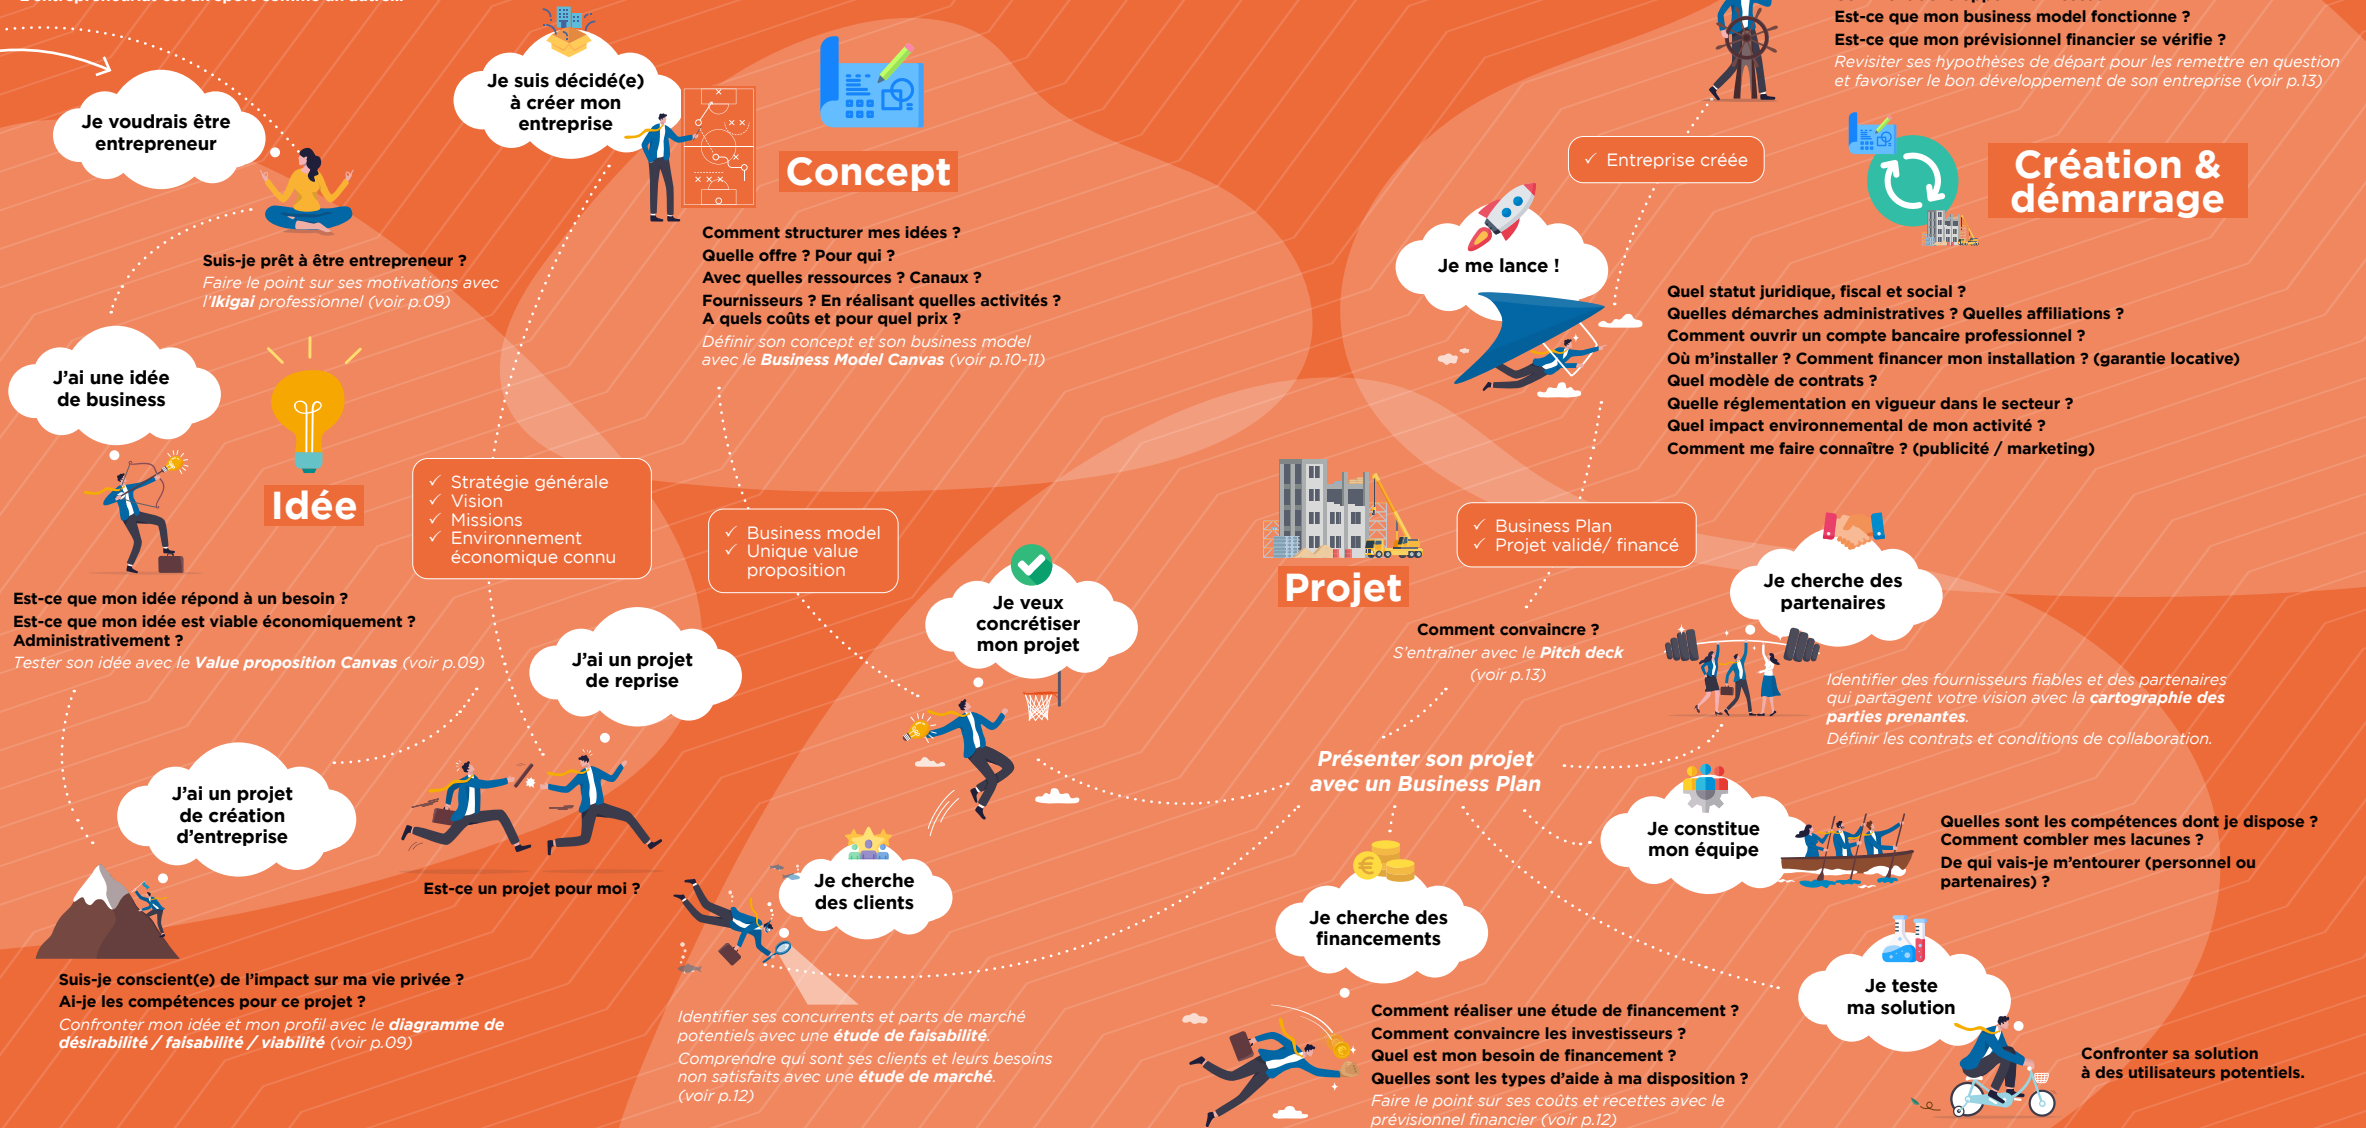 Je voudrais être
entrepreneur
Suis-je prêt à être entrepreneur ?
Faire le point sur ses motivations avec
l'Ikigai professionnel (voir p.09)
J'ai une idée
de business
Idée
Est-ce que mon idée répond à un besoin ?
Est-ce que mon idée est viable économiquement ?
Administrativement ?
Tester son idée avec le Value proposition Canvas (voir p.09)
J'ai un projet
de création
d'entreprise
Suis-je conscient(e) de l'impact sur ma vie privée ?
Ai-je les compétences pour ce projet ?
Confronter mon idée et mon profil avec le diagramme de
désirabilité / faisabilité / viabilité (voir p.09)
J'ai un projet
de reprise
Est-ce un projet pour moi ?
✓ Stratégie générale
✓ Vision
✓ Missions
✓ Environnement
économique connu
Je suis décidé(e)
à créer mon
entreprise
Concept
Comment structurer mes idées ?
Quelle offre ? Pour qui ?
Avec quelles ressources ? Canaux ?
Fournisseurs ? En réalisant quelles activités ?
A quels coûts et pour quel prix ?
Définir son concept et son business model
avec le Business Model Canvas (voir p.10-11)
✓ Business model
✓ Unique value
proposition
Je veux
concrétiser
mon projet
Projet
Présenter son projet
avec un Business Plan
Je cherche
des clients
Identifier ses concurrents et parts de marché
potentiels avec une étude de faisabilité.
Comprendre qui sont ses clients et leurs besoins
non satisfaits avec une étude de marché.
(voir p.12)
Je cherche des
financements
Comment réaliser une étude de financement ?
Comment convaincre les investisseurs ?
Quel est mon besoin de financement ?
Quelles sont les types d'aide à ma disposition ?
Faire le point sur ses coûts et recettes avec le
prévisionnel financier (voir p.12)
Je teste
ma solution
Confronter sa solution
à des utilisateurs potentiels.
Je constitue
mon équipe
Quelles sont les compétences dont je dispose ?
Comment combler mes lacunes ?
De qui vais-je m'entourer (personnel ou
partenaires) ?
Je cherche des
partenaires
Identifier des fournisseurs fiables et des partenaires
qui partagent votre vision avec la cartographie des
parties prenantes.
Définir les contrats et conditions de collaboration.
Comment convaincre ?
S'entraîner avec le Pitch deck
(voir p.13)
✓ Business Plan
✓ Projet validé/ financé
Je me lance !
Création &
démarrage
Quel statut juridique, fiscal et social ?
Quelles démarches administratives ? Quelles affiliations ?
Comment ouvrir un compte bancaire professionnel ?
Où m'installer ? Comment financer mon installation ? (garantie locative)
Quel modèle de contrats ?
Quelle réglementation en vigueur dans le secteur ?
Quel impact environnemental de mon activité ?
Comment me faire connaître ? (publicité / marketing)
✓ Entreprise créée
Est-ce que mon business model fonctionne ?
Est-ce que mon prévisionnel financier se vérifie ?
Revisiter ses hypothèses de départ pour les remettre en question
et favoriser le bon développement de son entreprise (voir p.13)